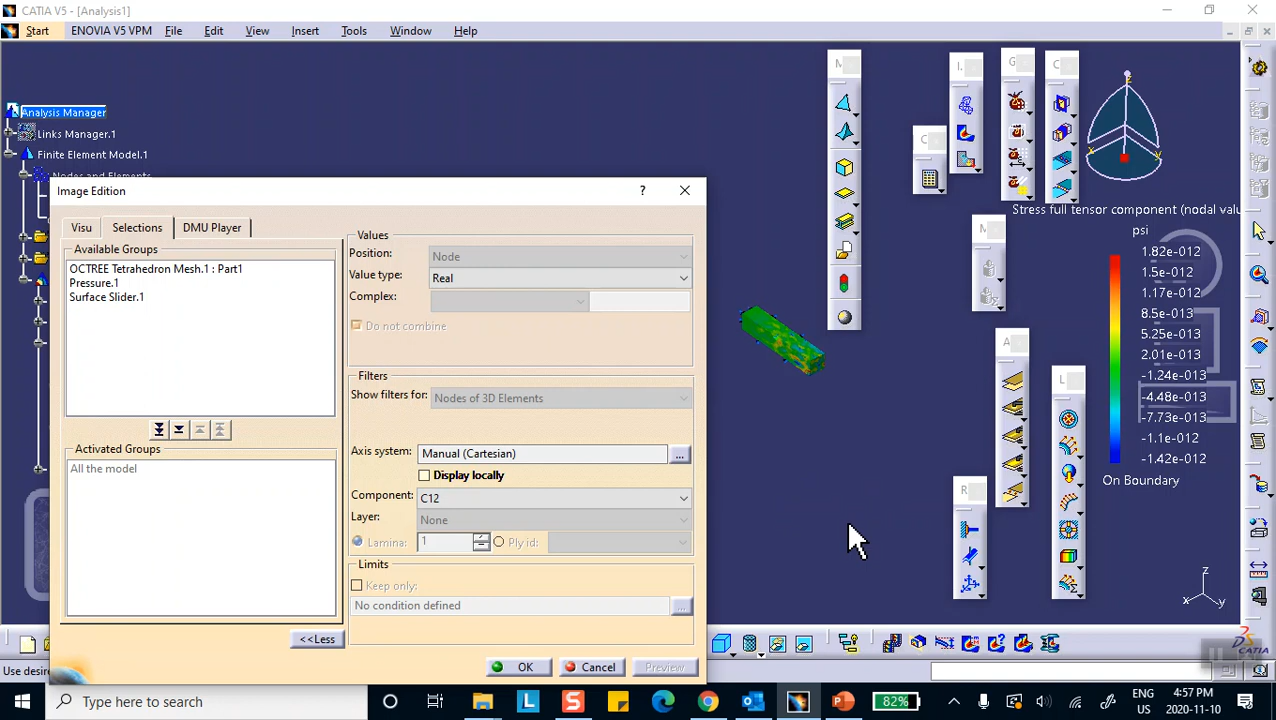 CATIA V5 - [Analysis1]
Start ENOVIA V5 VPM File Edit View Insert Tools Window Help
Analysis Manager
Links Manager.1
Finite Element Model.1
Nodes and Elements
Image Edition ?
Visu Selections DMU Player
Available Groups
OCTREE Tetrahedron Mesh.1 : Part1
Pressure.1
Surface Slider.1
Activated Groups
All the model
<<Less
Values
Position: Node
Value type: Real
Complex:
Do not combine
Filters
Show filters for: Nodes of 3D Elements
Axis system: Manual (Cartesian) ...
Display locally
Component: C12
Layer: None
Lamina: 1 Ply id:
Limits
Keep only:
No condition defined ...
OK Cancel Preview
M
I.
G
C
C
M
A
L
R
z
x
y
Stress full tensor component (nodal valu
psi
1.82e-012
1.5e-012
1.17e-012
8.5e-013
5.25e-013
2.01e-013
-1.24e-013
-4.48e-013
-7.73e-013
-1.1e-012
-1.42e-012
On Boundary
z
x y
CATIA
Use desire
Type here to search
82%
ENG
US
4:57 PM
2020-11-10